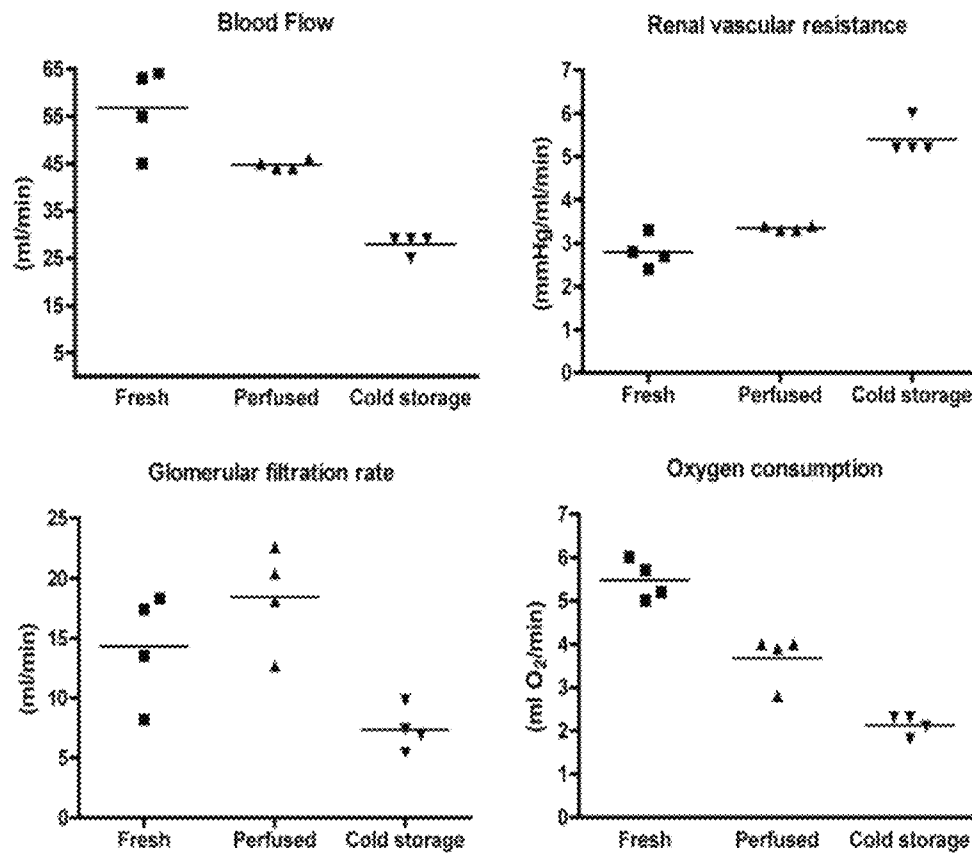 Blood Flow
65
55
45
35
25
15
5
(ml/min)
Fresh Perfused Cold storage
Renal vascular resistance
7
6
5
4
3
2
1
0
(mmHg/ml/min)
Fresh Perfused Cold storage
Glomerular filtration rate
25
20
15
10
5
0
(ml/min)
Fresh Perfused Cold storage
Oxygen consumption
7
6
5
4
3
2
1
0
(ml O₂/min)
Fresh Perfused Cold storage